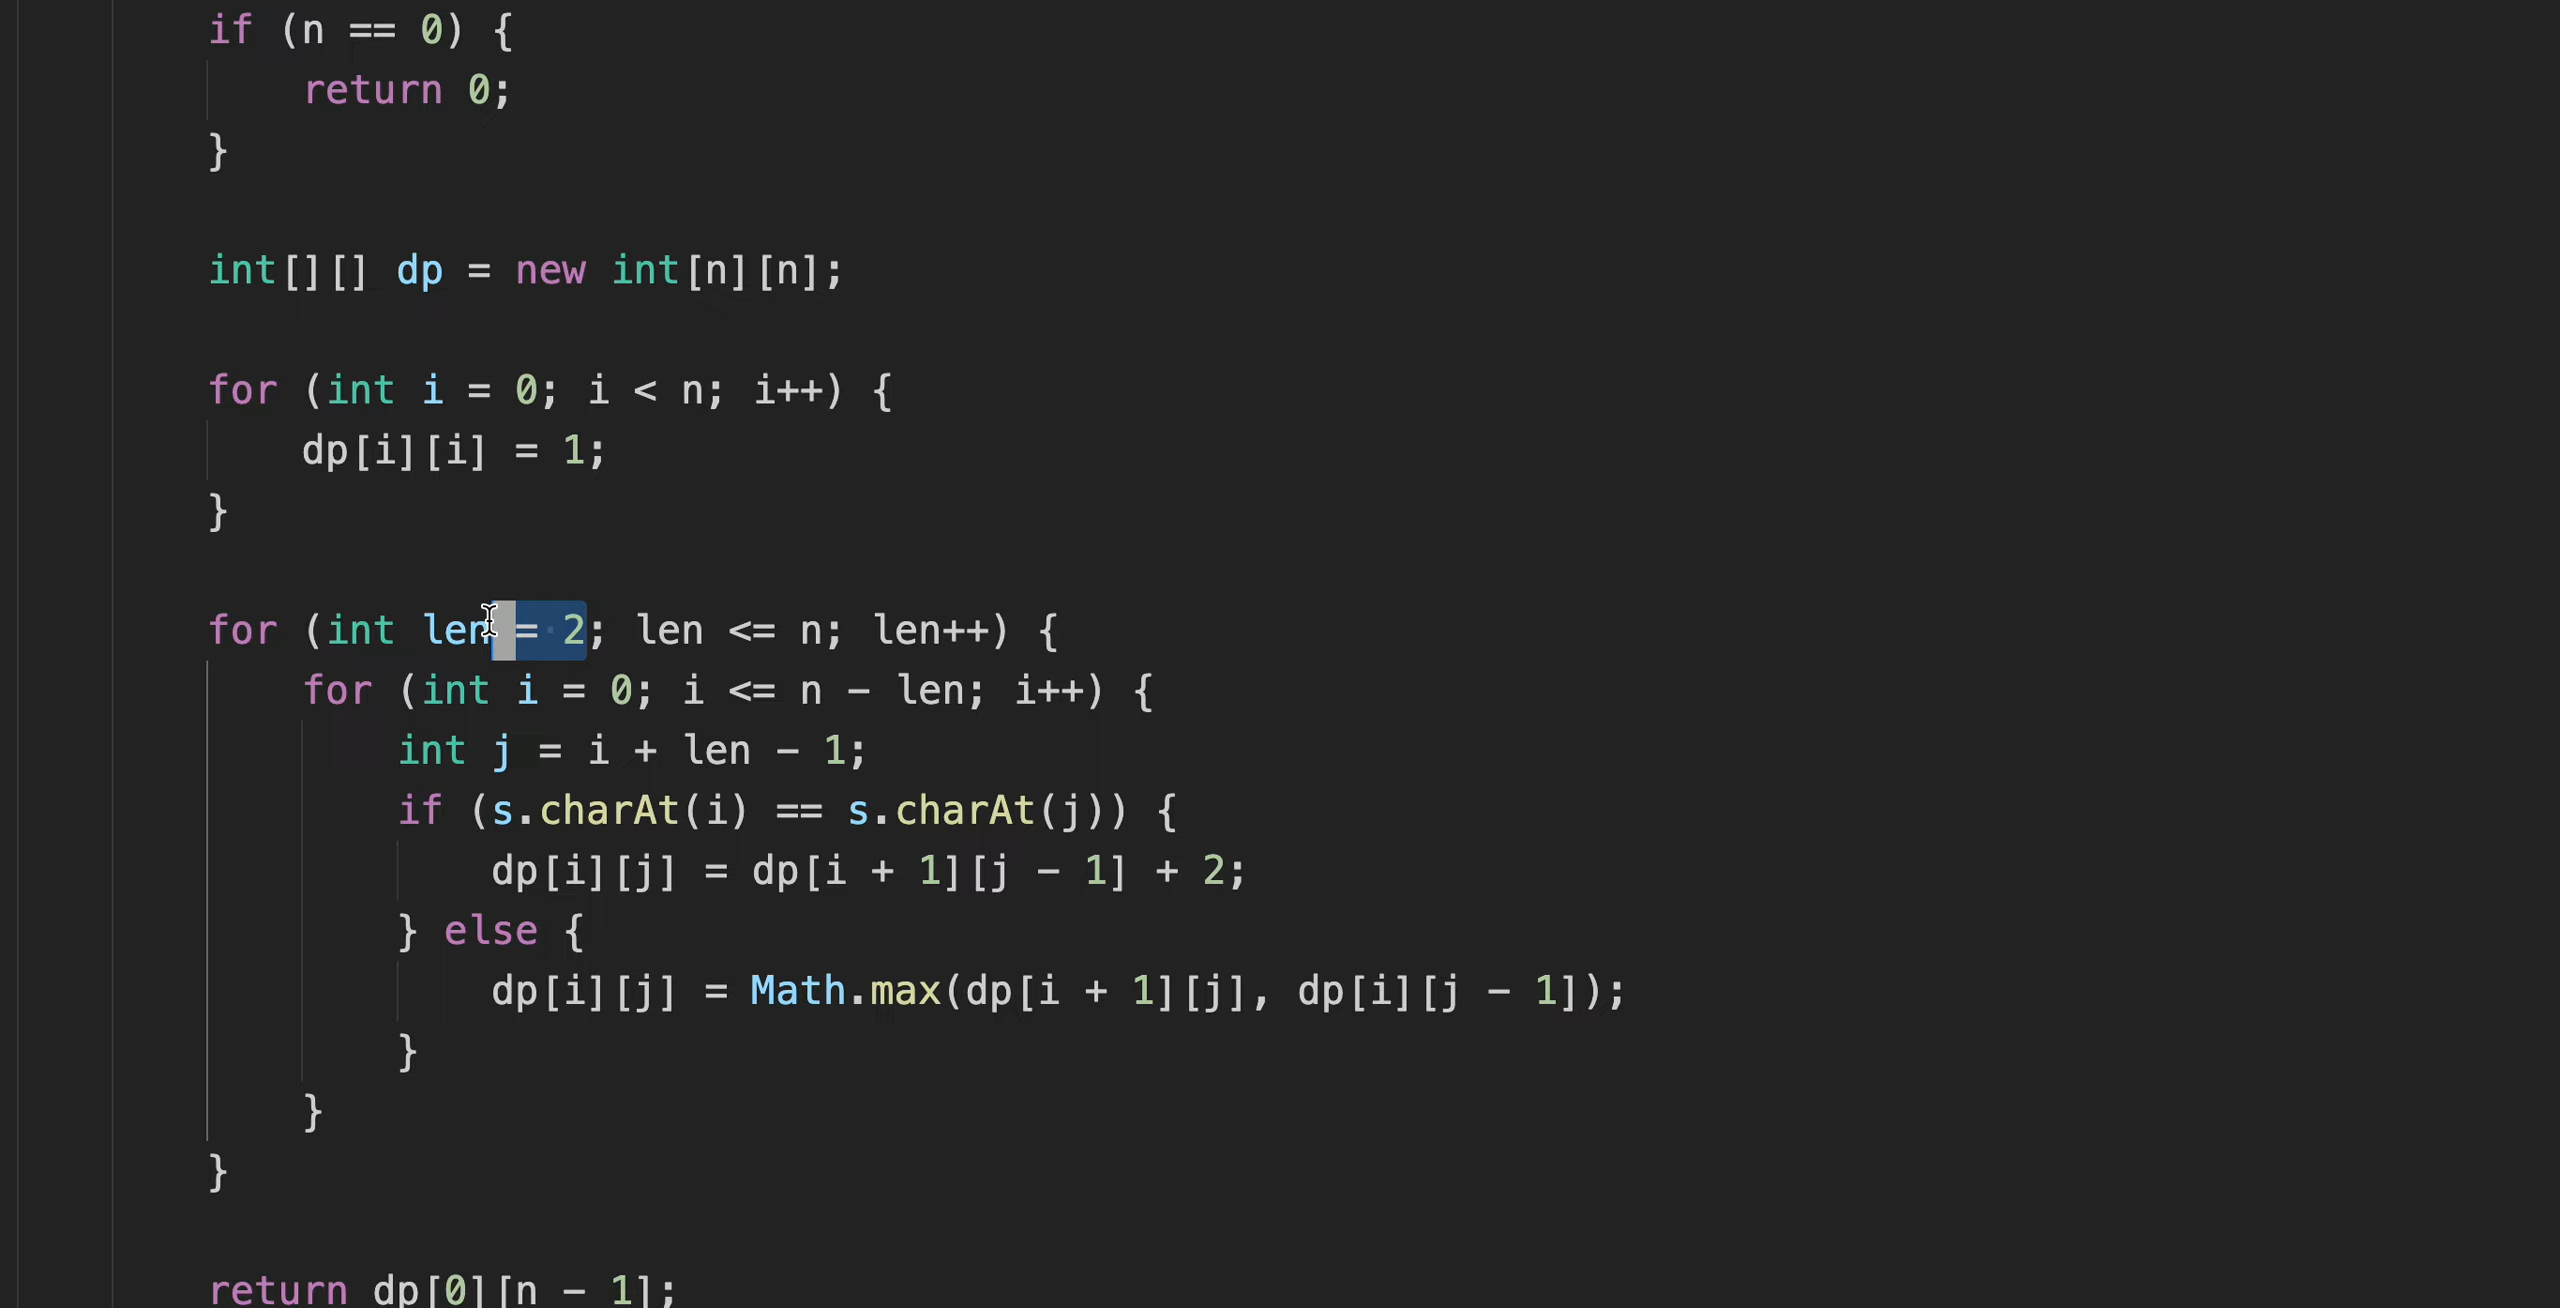 if (n == 0) {
return 0;
}
int[][] dp = new int[n][n];
for (int i = 0; i < n; i++) {
dp[i][i] = 1;
}
for (int len = 2; len <= n; len++) {
for (int i = 0; i <= n - len; i++) {
int j = i + len - 1;
if (s.charAt(i) == s.charAt(j)) {
dp[i][j] = dp[i + 1][j - 1] + 2;
} else {
dp[i][j] = Math.max(dp[i + 1][j], dp[i][j - 1]);
}
}
}
return dp[0][n - 1];